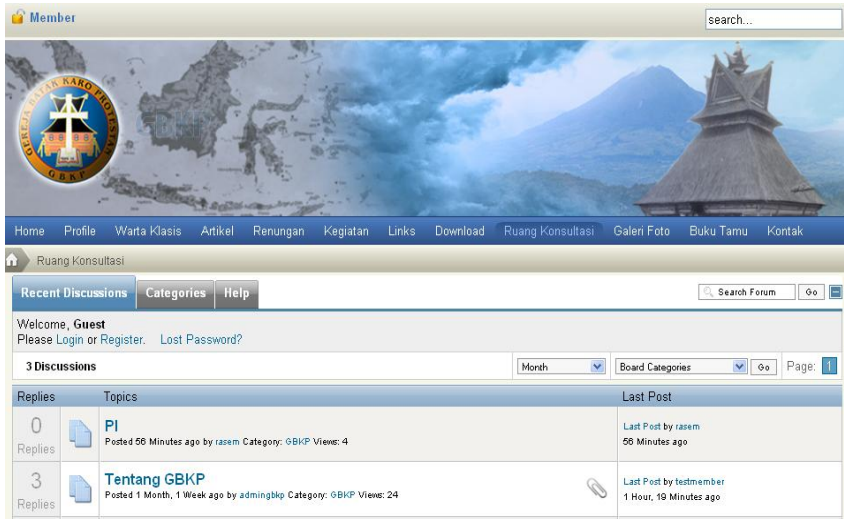 Member
search...
GEREJA BATAK KARO PROTESTAN
GBKP
GBKP
Home Profile Warta Klasis Artikel Renungan Kegiatan Links Download Ruang Konsultasi Galeri Foto Buku Tamu Kontak
Ruang Konsultasi
Recent Discussions Categories Help
Search Forum Go
Welcome, Guest
Please Login or Register. Lost Password?
3 Discussions Month Board Categories Go Page: 1
Replies Topics Last Post
0 Replies
PI
Posted 56 Minutes ago by rasem Category: GBKP Views: 4
Last Post by rasem
56 Minutes ago
3 Replies
Tentang GBKP
Posted 1 Month, 1 Week ago by admingbkp Category: GBKP Views: 24
Last Post by testmember
1 Hour, 19 Minutes ago